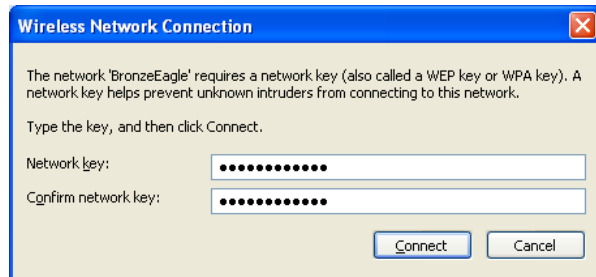 Wireless Network Connection
The network 'BronzeEagle' requires a network key (also called a WEP key or WPA key). A
network key helps prevent unknown intruders from connecting to this network.
Type the key, and then click Connect.
Network key: ●●●●●●●●●●●●
Confirm network key: ●●●●●●●●●●●●
Connect Cancel